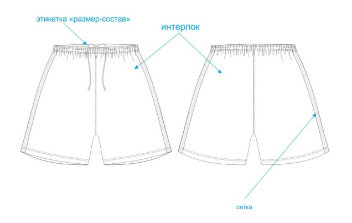 этикетка «размер-состав»
интерлок
сетка